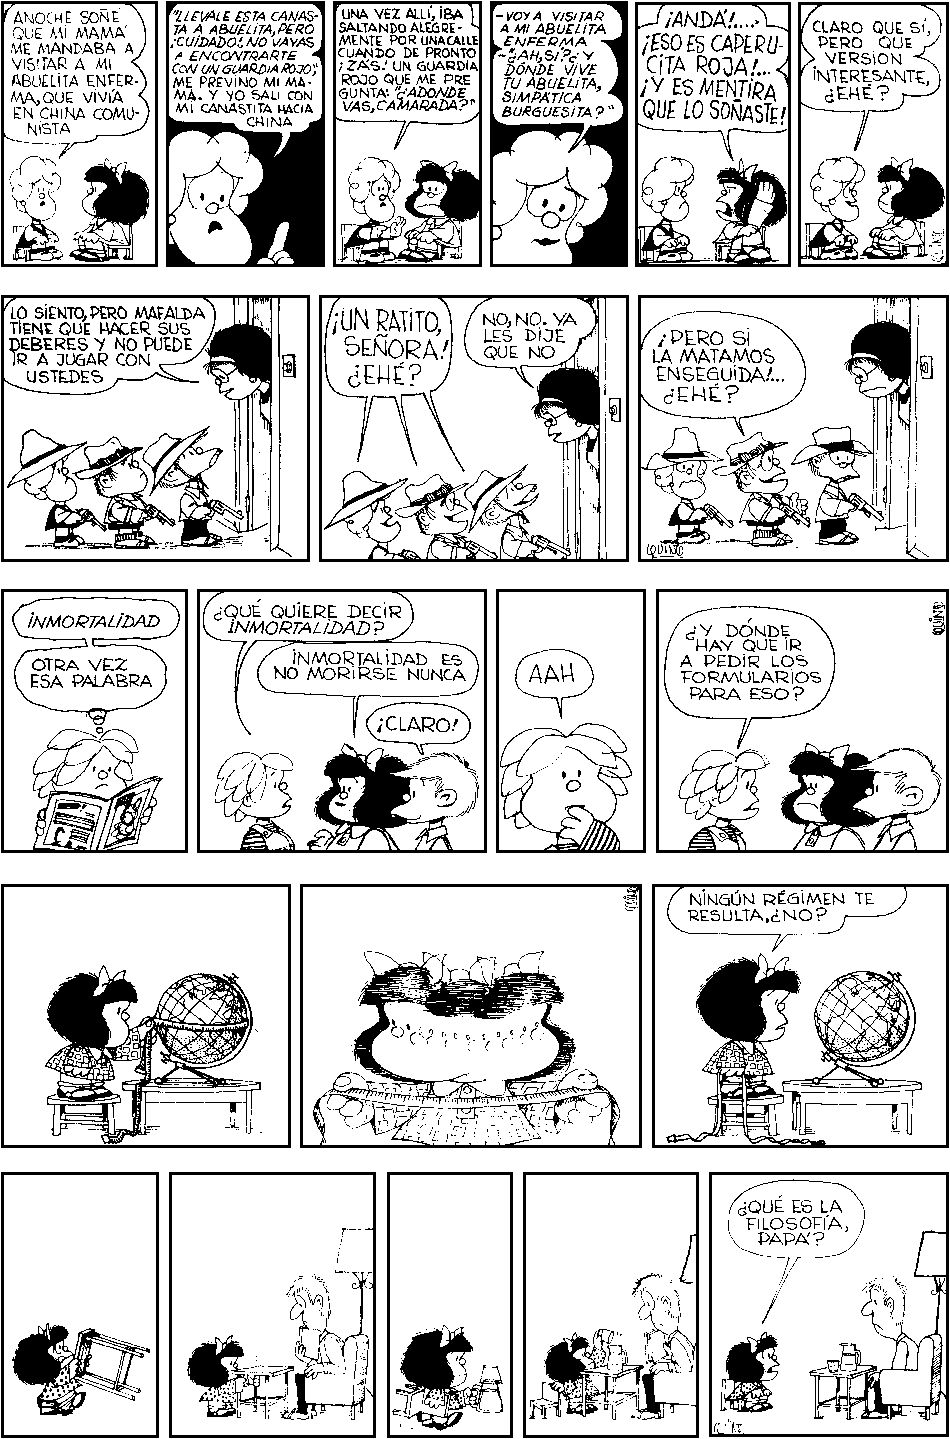 ANOCHE SOÑÉ
QUE MI MAMÁ
ME MANDABA A
VISITAR A MI
ABUELITA ENFER-
MA, QUE VIVÍA
EN CHINA COMU-
NISTA
"LLEVALE ESTA CANAS-
TA A ABUELITA, PERO
¡CUIDADO!, NO VAYAS
A ENCONTRARTE
CON UN GUARDIA ROJO",
ME PREVINO MI MA-
MÁ. Y YO SALÍ CON
MI CANASTITA HACIA
CHINA
UNA VEZ ALLÍ, IBA
SALTANDO ALEGRE-
MENTE POR UNA CALLE
CUANDO DE PRONTO
¡ZÁS! UN GUARDIA
ROJO QUE ME PRE
GUNTA: "¿ADONDE
VAS, CAMARADA?"
-VOY A VISITAR
A MI ABUELITA
ENFERMA
-"¿AH, SÍ? ¿Y
DÓNDE VIVE
TU ABUELITA,
SIMPÁTICA
BURGUESITA?"
¡ANDÁ!....
¡ESO ES CAPERU-
CITA ROJA!...
¡Y ES MENTIRA
QUE LO SOÑASTE!
CLARO QUE SÍ,
PERO QUE
VERSION
INTERESANTE,
¿EHÉ?
LO SIENTO, PERO MAFALDA
TIENE QUE HACER SUS
DEBERES Y NO PUEDE
IR A JUGAR CON
USTEDES
¡UN RATITO,
SEÑORA!
¿EHÉ?
NO, NO. YA
LES DIJE
QUE NO
¡PERO SI
LA MATAMOS
ENSEGUIDA!...
¿EHÉ?
QUINO
INMORTALIDAD
OTRA VEZ
ESA PALABRA
¿QUÉ QUIERE DECIR
INMORTALIDAD?
INMORTALIDAD ES
NO MORIRSE NUNCA
¡CLARO!
AAH
¿Y DÓNDE
HAY QUE IR
A PEDIR LOS
FORMULARIOS
PARA ESO?
QUINO
NINGÚN RÉGIMEN TE
RESULTA, ¿NO?
¿QUÉ ES LA
FILOSOFÍA,
PAPÁ?